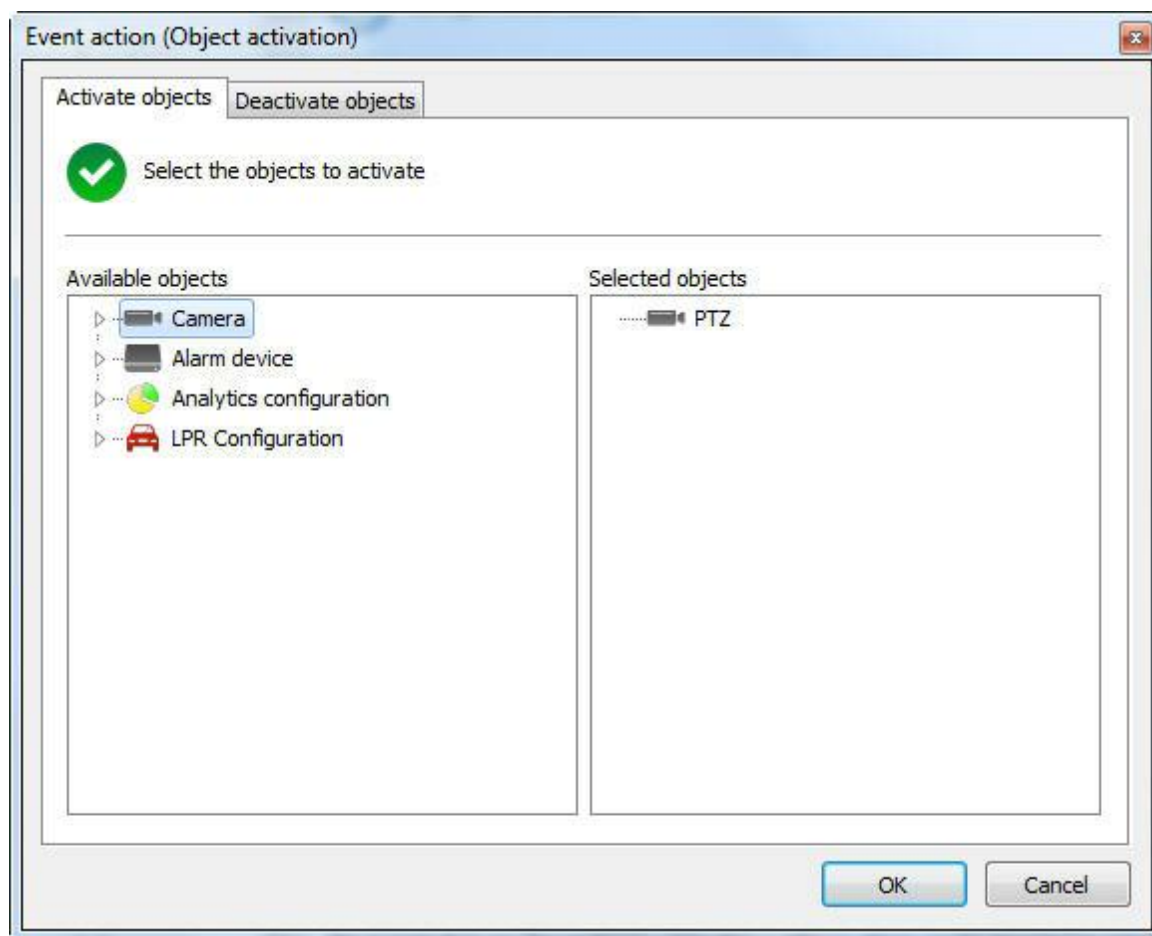 Event action (Object activation)
Activate objects
Deactivate objects
Select the objects to activate
Available objects
Selected objects
Camera
Alarm device
Analytics configuration
LPR Configuration
PTZ
OK
Cancel